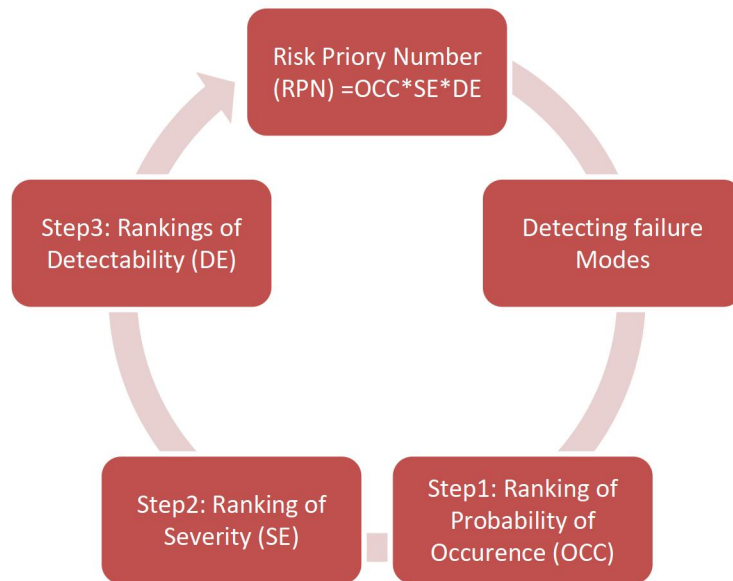 Risk Priory Number
(RPN) =OCC*SE*DE
Detecting failure
Modes
Step1: Ranking of
Probability of
Occurence (OCC)
Step2: Ranking of
Severity (SE)
Step3: Rankings of
Detectability (DE)